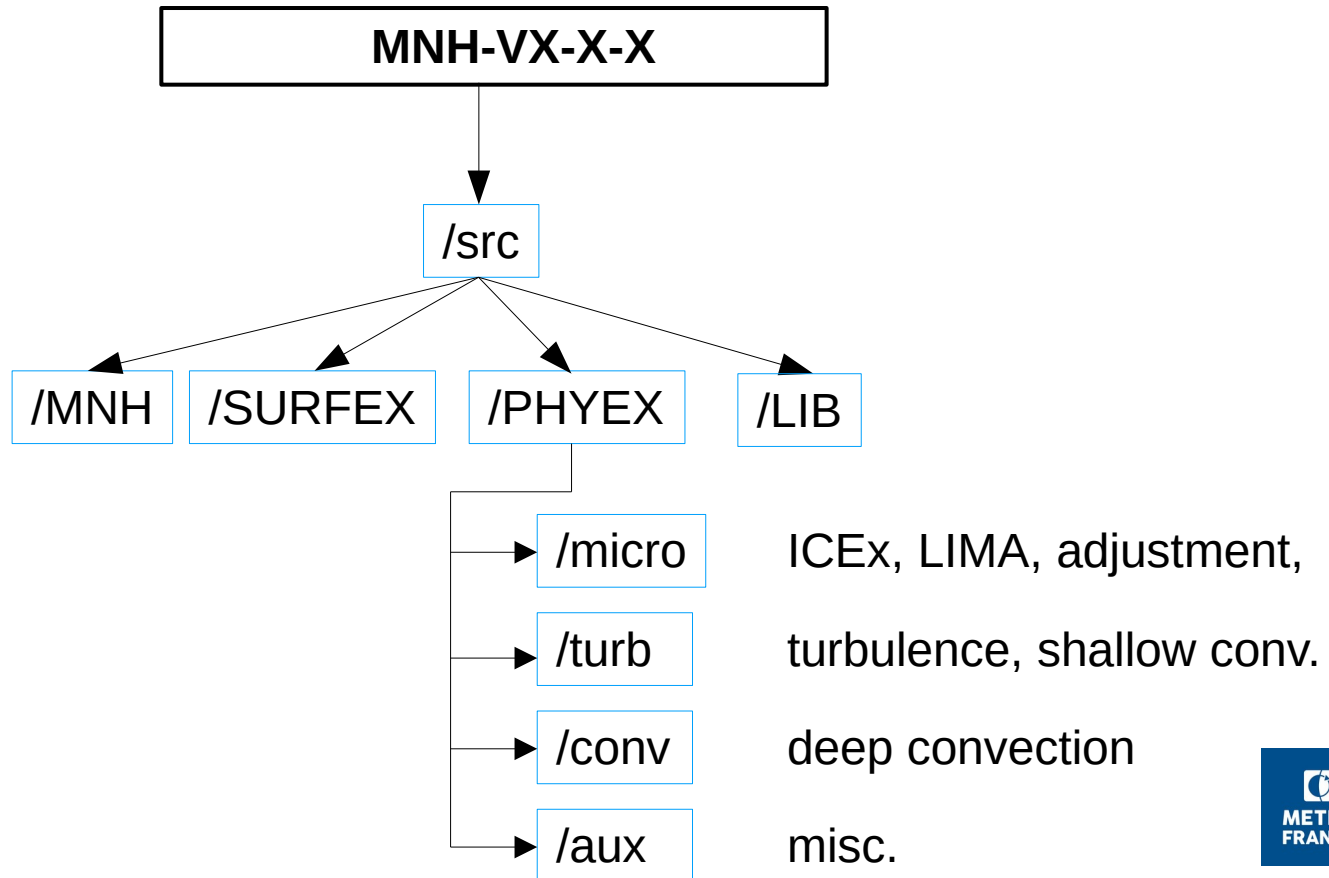 MNH-VX-X-X
/src
/MNH /SURFEX /PHYEX /LIB
/micro ICEx, LIMA, adjustment,
/turb turbulence, shallow conv.
/conv deep convection
/aux misc.